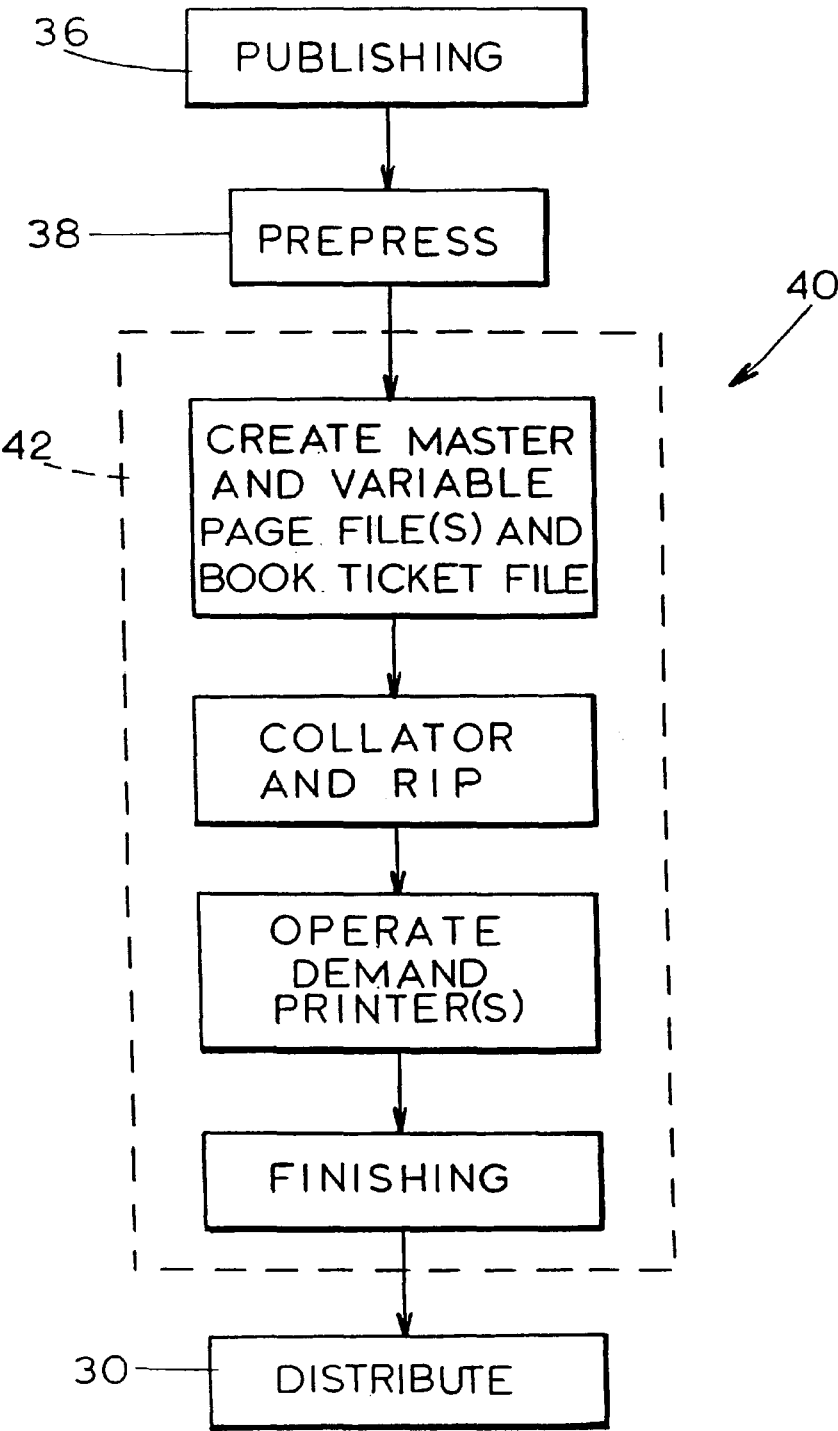 36
PUBLISHING
38
PREPRESS
40
42
CREATE MASTER
AND VARIABLE
PAGE FILE(S) AND
BOOK TICKET FILE
COLLATOR
AND RIP
OPERATE
DEMAND
PRINTER(S)
FINISHING
30
DISTRIBUTE